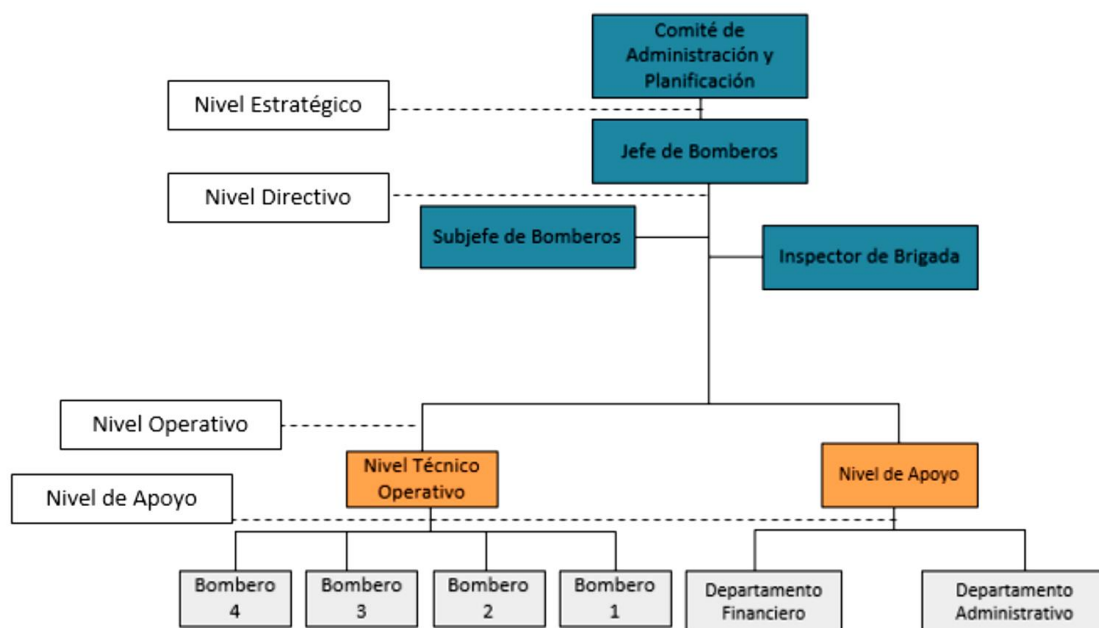 Comité de
Administración y
Planificación
Nivel Estratégico
Jefe de Bomberos
Nivel Directivo
Subjefe de Bomberos
Inspector de Brigada
Nivel Operativo
Nivel Técnico
Operativo
Nivel de Apoyo
Nivel de Apoyo
Bombero
4
Bombero
3
Bombero
2
Bombero
1
Departamento
Financiero
Departamento
Administrativo